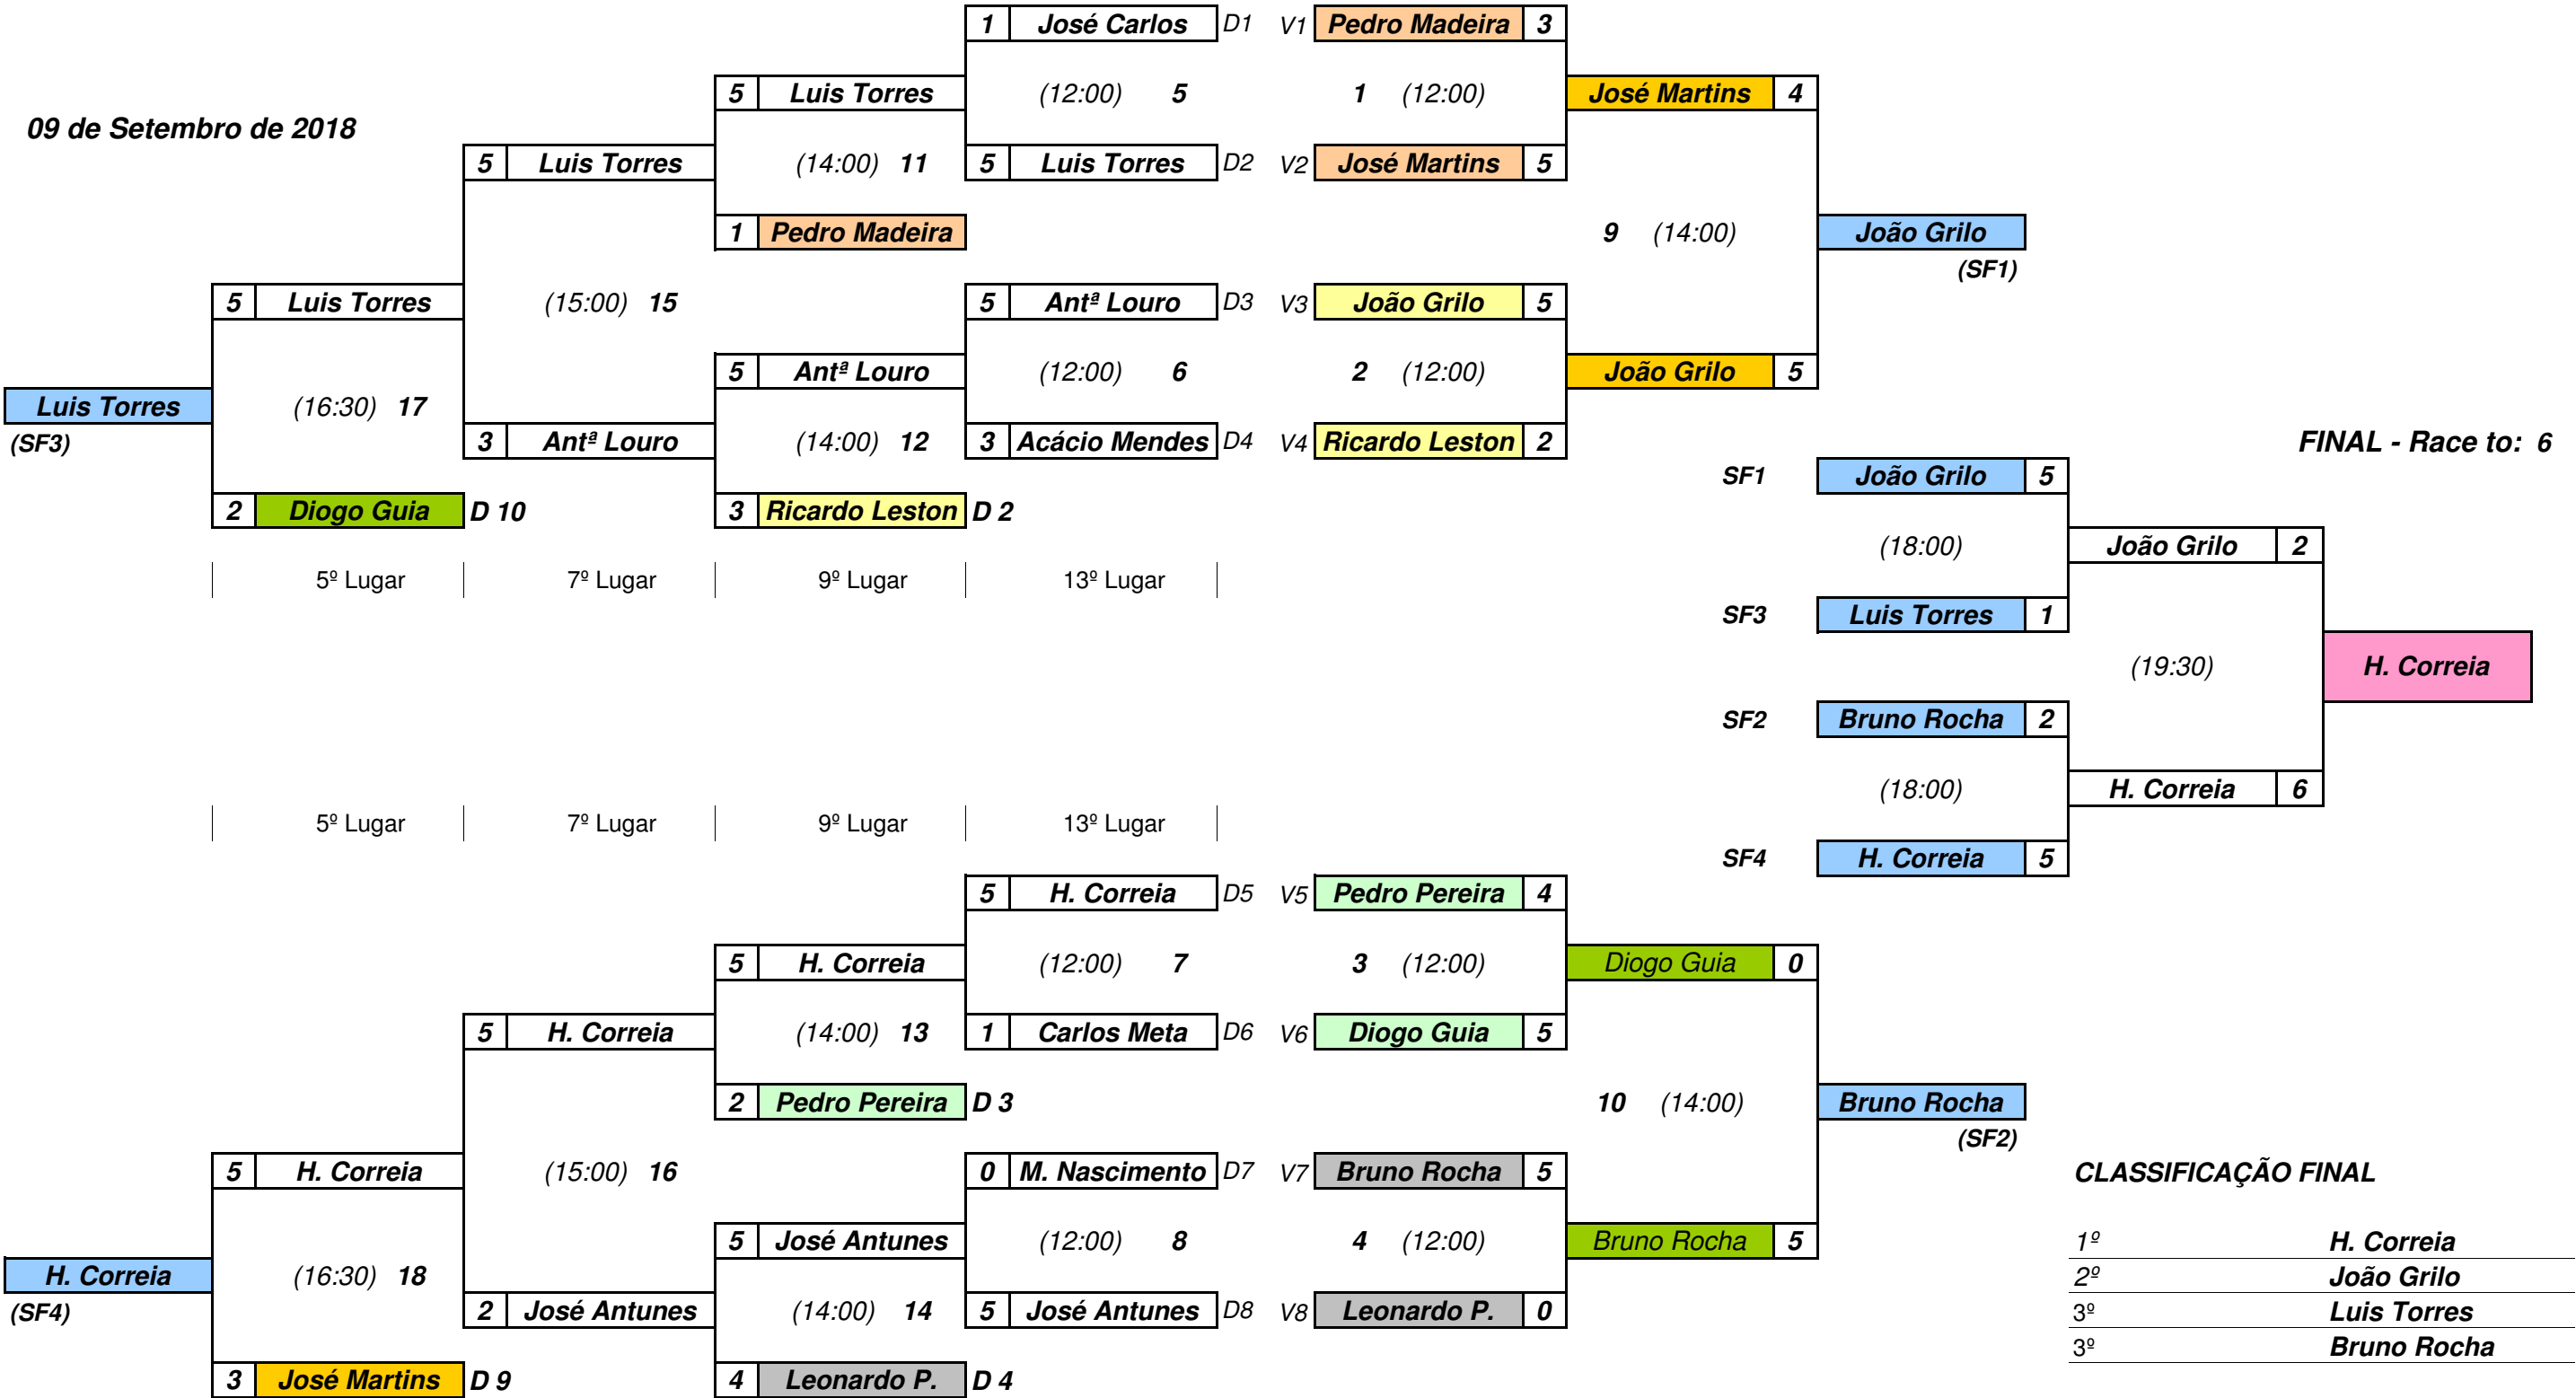 1 José Carlos D1 V1 Pedro Madeira 3
5 Luis Torres (12:00) 5 1 (12:00) José Martins 4
09 de Setembro de 2018
5 Luis Torres (14:00) 11 5 Luis Torres D2 V2 José Martins 5
1 Pedro Madeira 9 (14:00) João Grilo
(SF1)
5 Luis Torres (15:00) 15 5 Antª Louro D3 V3 João Grilo 5
5 Antª Louro (12:00) 6 2 (12:00) João Grilo 5
Luis Torres (16:30) 17
(SF3) 3 Antª Louro (14:00) 12 3 Acácio Mendes D4 V4 Ricardo Leston 2 FINAL - Race to: 6
SF1 João Grilo 5
2 Diogo Guia D 10 3 Ricardo Leston D 2
(18:00) João Grilo 2
5º Lugar 7º Lugar 9º Lugar 13º Lugar
SF3 Luis Torres 1
(19:30) H. Correia
SF2 Bruno Rocha 2
(18:00) H. Correia 6
5º Lugar 7º Lugar 9º Lugar 13º Lugar
SF4 H. Correia 5
5 H. Correia D5 V5 Pedro Pereira 4
5 H. Correia (12:00) 7 3 (12:00) Diogo Guia 0
5 H. Correia (14:00) 13 1 Carlos Meta D6 V6 Diogo Guia 5
2 Pedro Pereira D 3 10 (14:00) Bruno Rocha
(SF2)
5 H. Correia (15:00) 16 0 M. Nascimento D7 V7 Bruno Rocha 5
CLASSIFICAÇÃO FINAL
5 José Antunes (12:00) 8 4 (12:00) Bruno Rocha 5
1º H. Correia
H. Correia (16:30) 18
2º João Grilo
(SF4) 2 José Antunes (14:00) 14 5 José Antunes D8 V8 Leonardo P. 0
3º Luis Torres
3º Bruno Rocha
3 José Martins D 9 4 Leonardo P. D 4